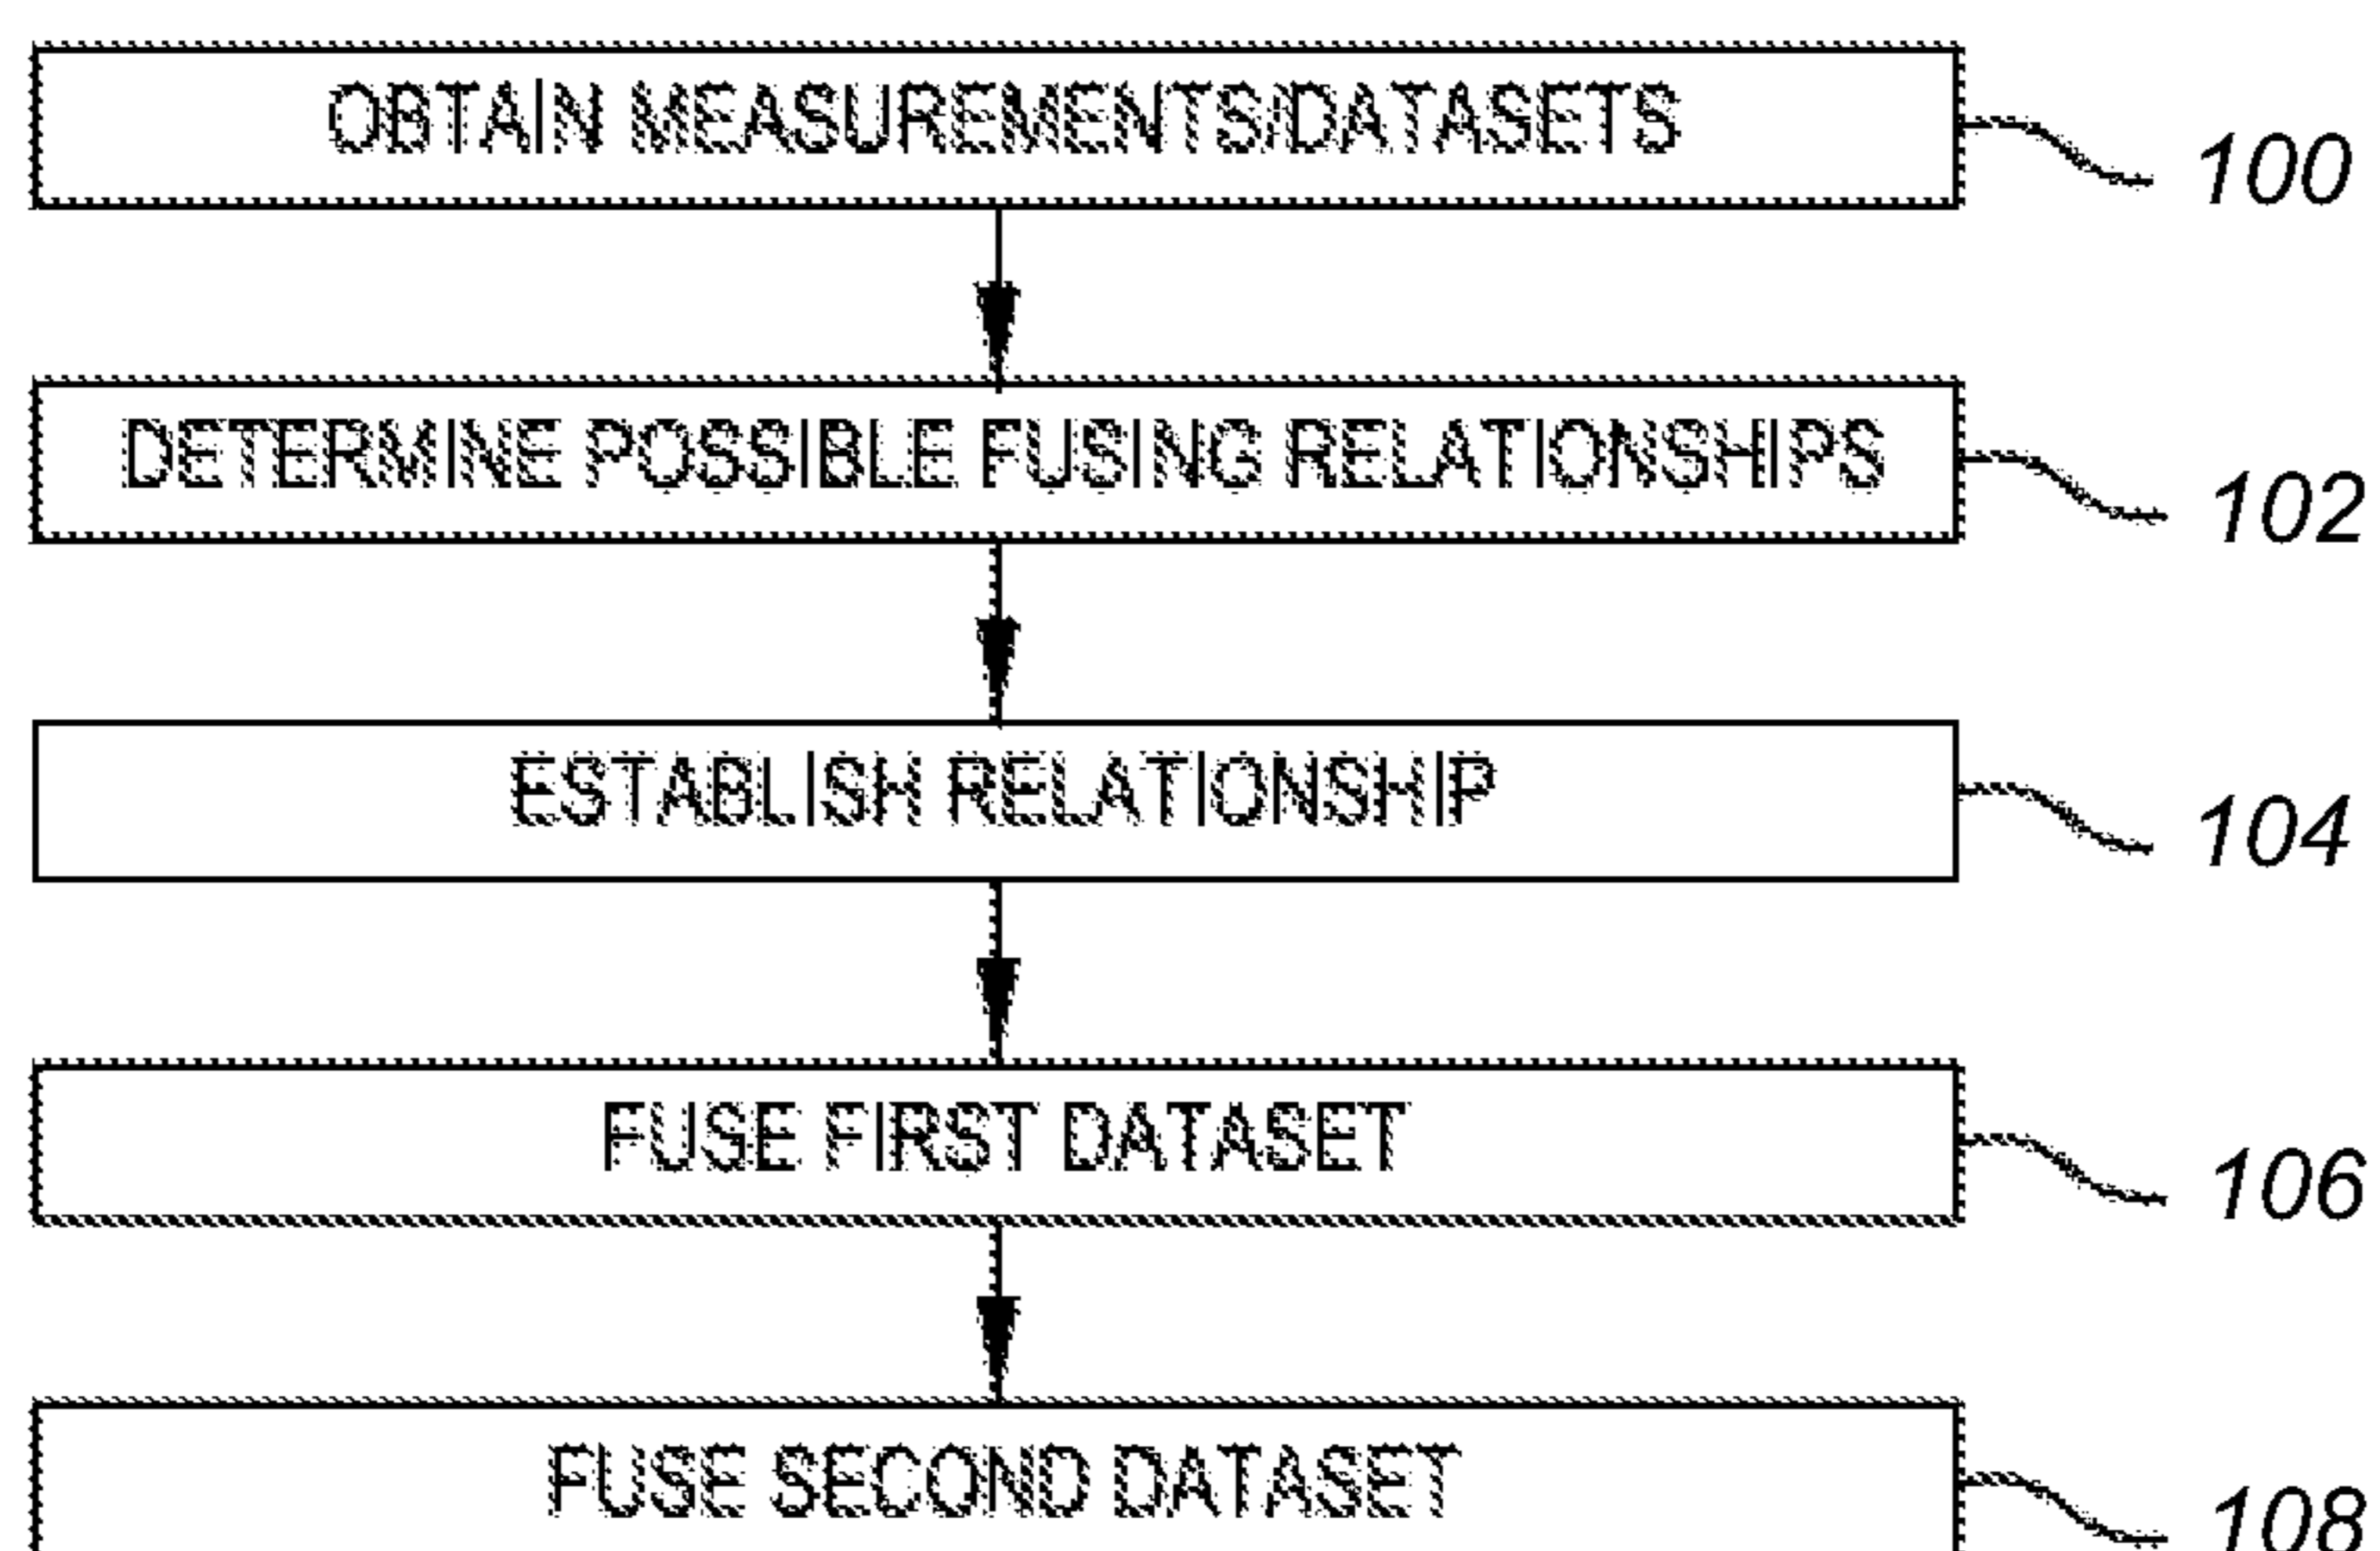 OBTAIN MEASUREMENTS/DATASETS
100
DETERMINE POSSIBLE FUSING RELATIONSHIPS
102
ESTABLISH RELATIONSHIP
104
FUSE FIRST DATASET
106
FUSE SECOND DATASET
108